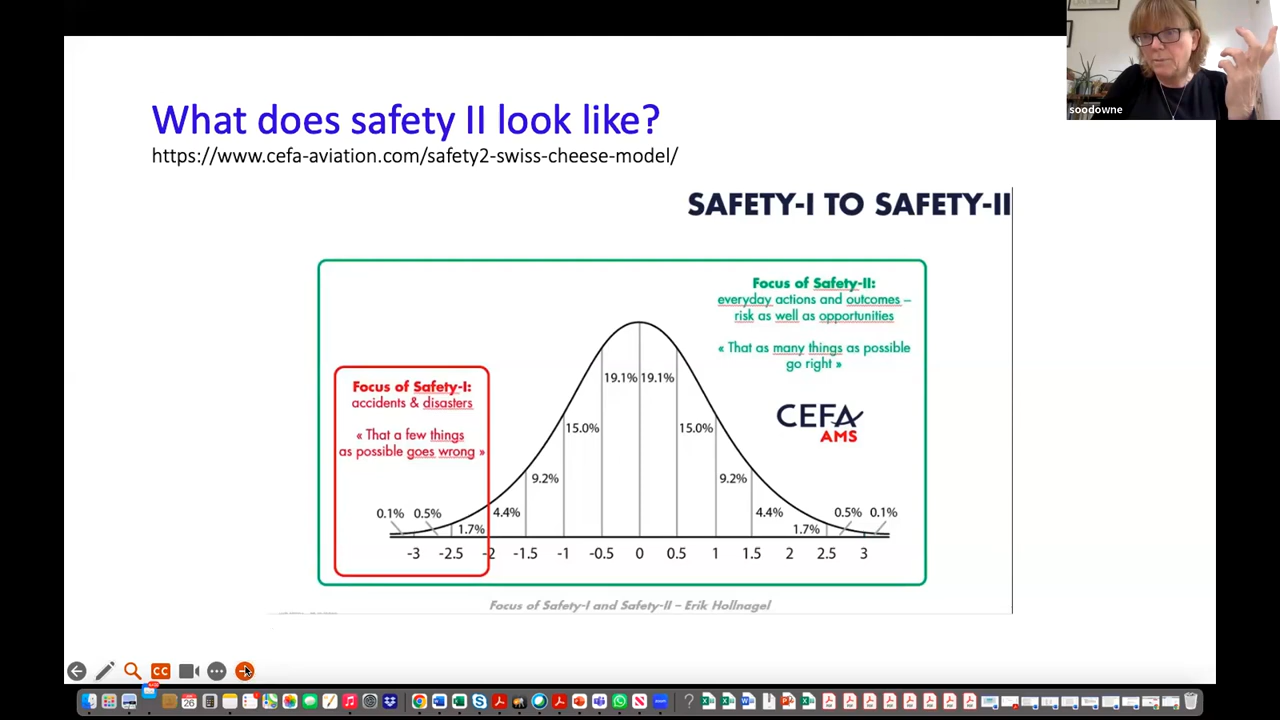 soodowne
What does safety II look like?
https://www.cefa-aviation.com/safety2-swiss-cheese-model/
SAFETY-I TO SAFETY-II
Focus of Safety-II:
everyday actions and outcomes –
risk as well as opportunities
« That as many things as possible
go right »
CEFA
AMS
Focus of Safety-I:
accidents & disasters
« That a few things
as possible goes wrong »
19.1% 19.1%
15.0% 15.0%
9.2% 9.2%
0.1% 0.5% 4.4% 4.4% 0.5% 0.1%
1.7% 1.7%
-3 -2.5 -2 -1.5 -1 -0.5 0 0.5 1 1.5 2 2.5 3
Focus of Safety-I and Safety-II – Erik Hollnagel
CC
26